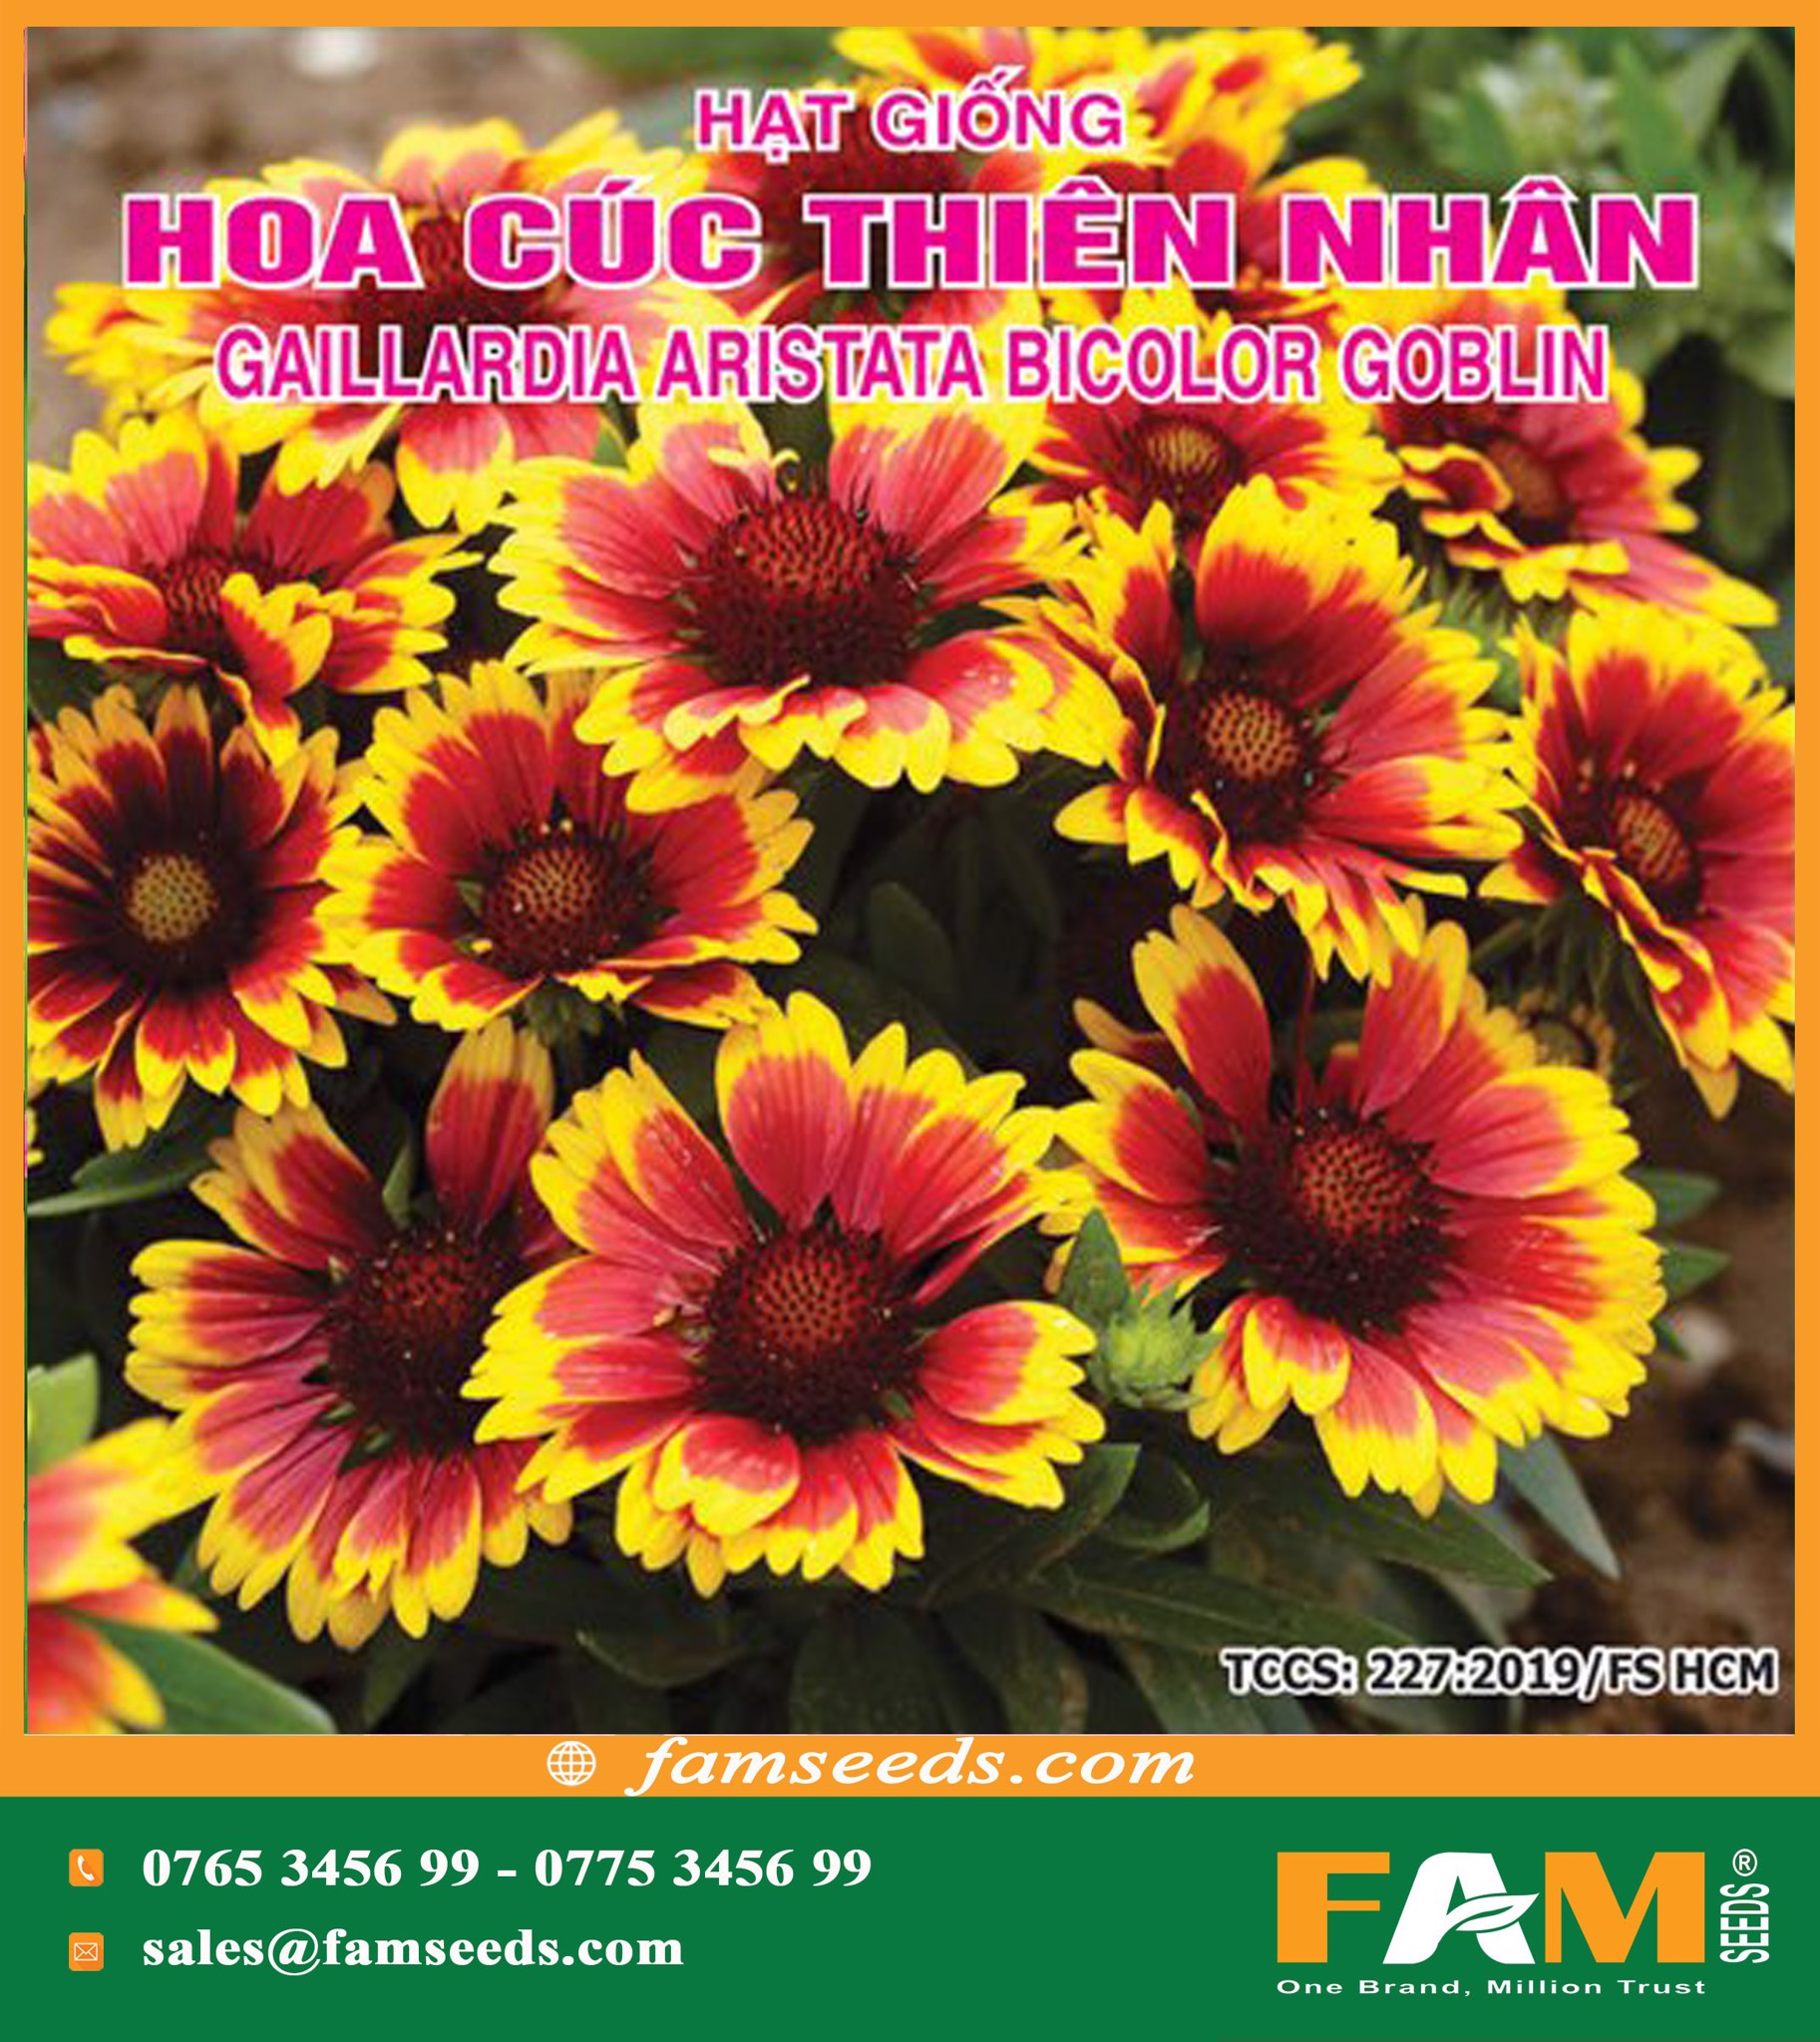 HẠT GIỐNG
HOA CÚC THIÊN NHÂN
GAILLARDIA ARISTATA BICOLOR GOBLIN
TCCS: 227:2019/FS HCM
famseeds.com
0765 3456 99 - 0775 3456 99
sales@famseeds.com
FAM SEEDS®
One Brand, Million Trust